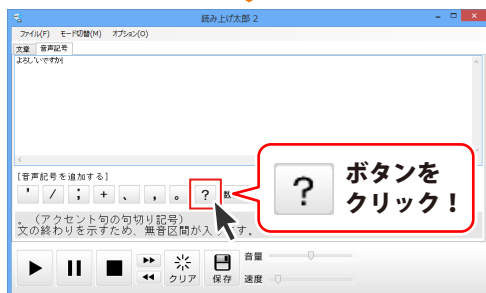 読み上げ太郎 2
ファイル(F) モード切替(M) オプション(O)
文章 音声記号
よろし'いですか
[音声記号を追加する]
' / ; + 、 , 。 ?
ボタンを
?
クリック！
。 (アクセント句の句切り記号)
文の終わりを示すため、無音区間が入
す。
クリア 保存
音量
速度